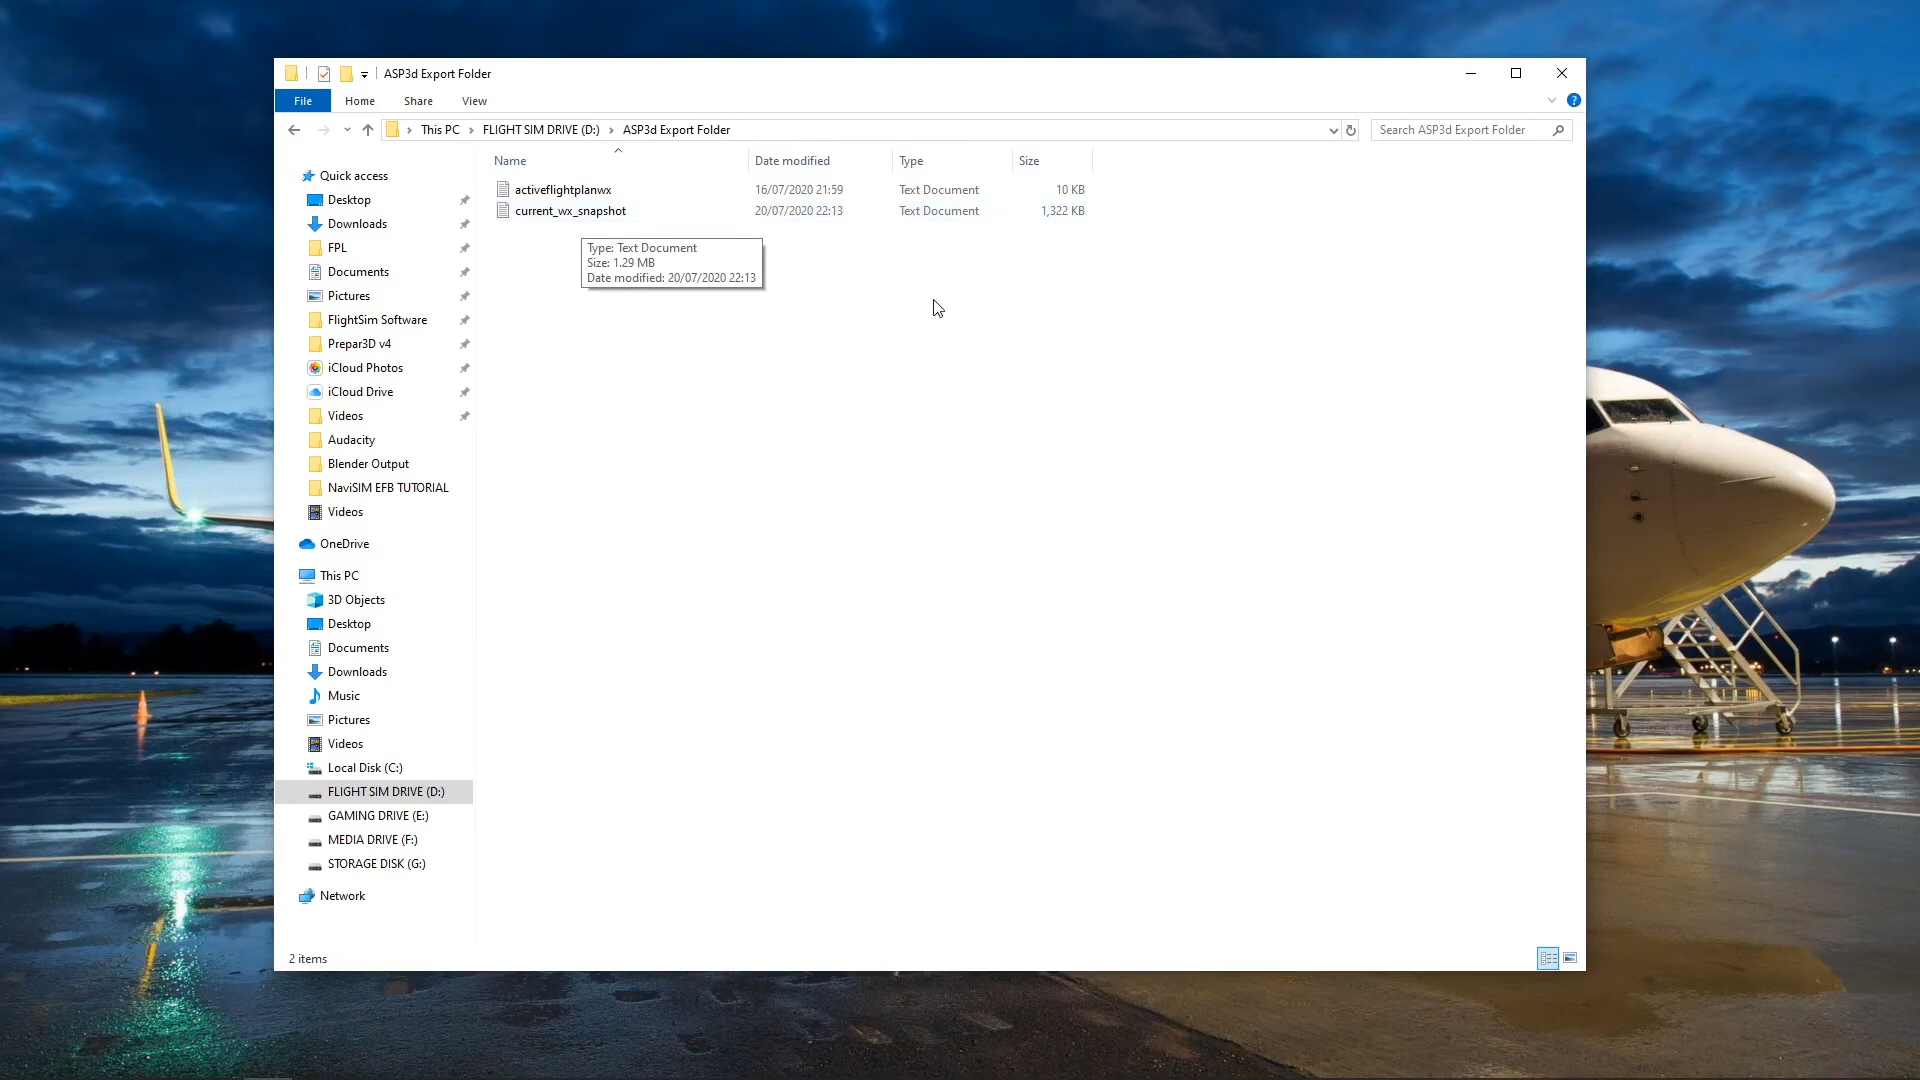 ASP3d Export Folder
File Home Share View
This PC FLIGHT SIM DRIVE (D:) ASP3d Export Folder
Search ASP3d Export Folder
Name Date modified Type Size
activeflightplanwx 16/07/2020 21:59 Text Document 10 KB
current_wx_snapshot 20/07/2020 22:13 Text Document 1,322 KB
Type: Text Document
Size: 1.29 MB
Date modified: 20/07/2020 22:13
Quick access
Desktop
Downloads
FPL
Documents
Pictures
FlightSim Software
Prepar3D v4
iCloud Photos
iCloud Drive
Videos
Audacity
Blender Output
NaviSIM EFB TUTORIAL
Videos
OneDrive
This PC
3D Objects
Desktop
Documents
Downloads
Music
Pictures
Videos
Local Disk (C:)
FLIGHT SIM DRIVE (D:)
GAMING DRIVE (E:)
MEDIA DRIVE (F:)
STORAGE DISK (G:)
Network
2 items